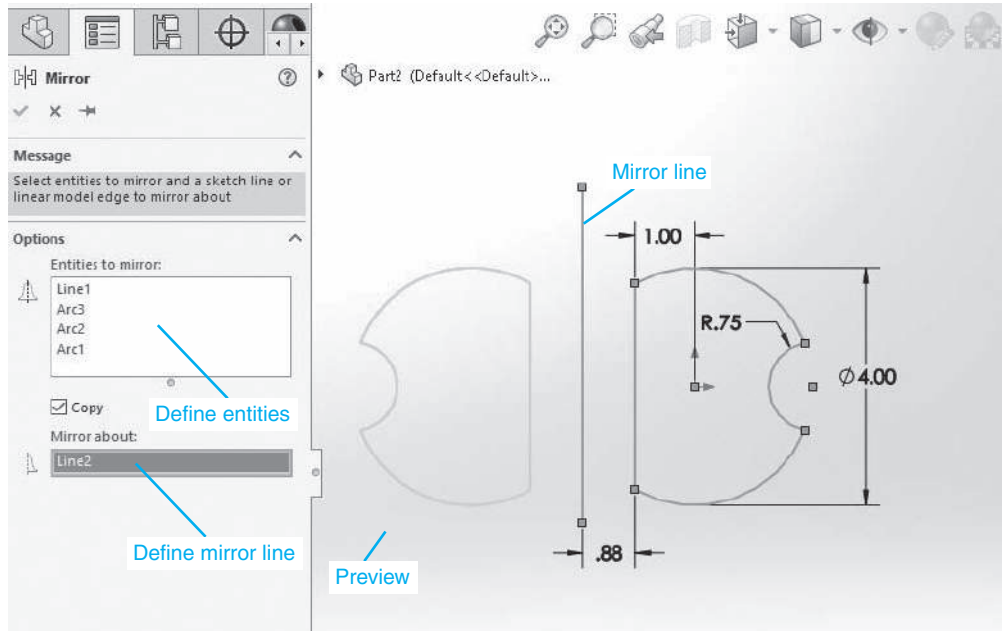 Mirror
Part2 (Default<<Default>...
Message
Select entities to mirror and a sketch line or
linear model edge to mirror about
Options
Entities to mirror:
Line1
Arc3
Arc2
Arc1
Define entities
Copy
Mirror about:
Line2
Define mirror line
Preview
Mirror line
1.00
R.75
Ø4.00
.88